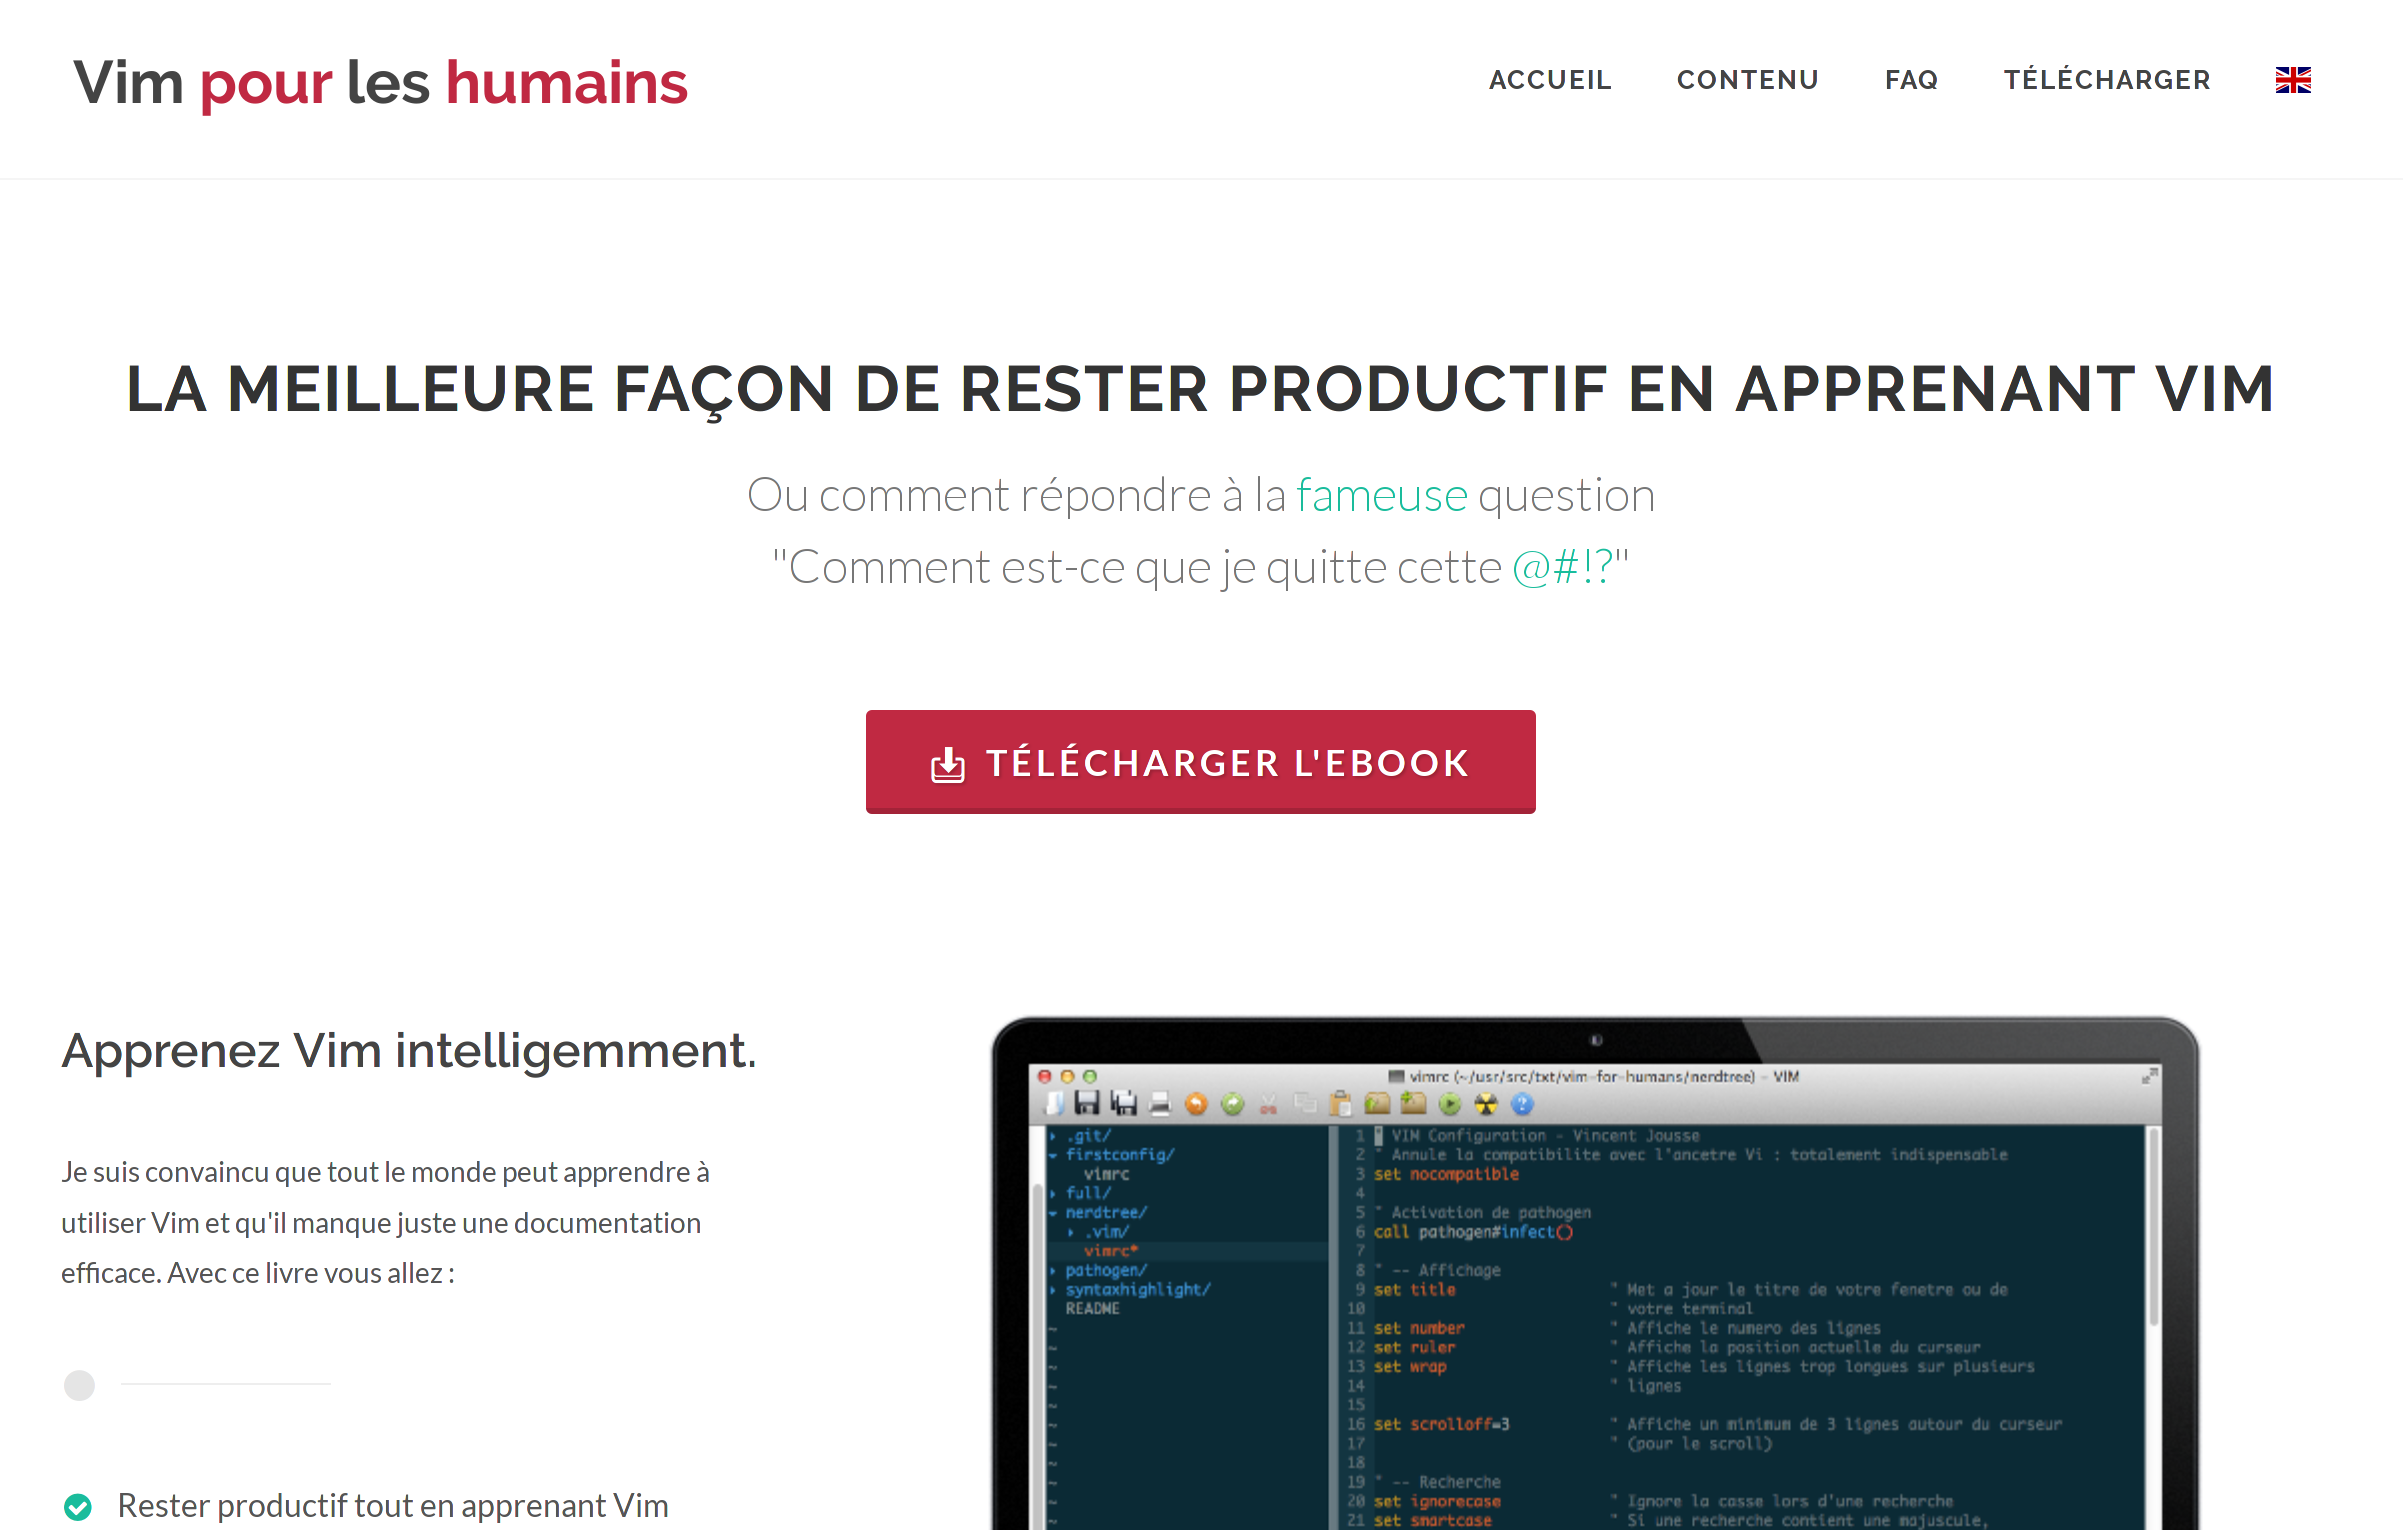 Vim pour les humains
ACCUEIL CONTENU FAQ TÉLÉCHARGER
LA MEILLEURE FAÇON DE RESTER PRODUCTIF EN APPRENANT VIM
Ou comment répondre à la fameuse question
"Comment est-ce que je quitte cette @#!?"
TÉLÉCHARGER L'EBOOK
Apprenez Vim intelligemment.
Je suis convaincu que tout le monde peut apprendre à
utiliser Vim et qu'il manque juste une documentation
efficace. Avec ce livre vous allez :
Rester productif tout en apprenant Vim
vimrc (~/usr/src/txt/vim-for-humans/nerdtree) - VIM
.git/
firstconfig/
vimrc
full/
nerdtree/
.vim/
vimrc*
pathogen/
syntaxhighlight/
README
1 " VIM Configuration - Vincent Jousse
2 " Annule la compatibilite avec l'ancetre Vi : totalement indispensable
3 set nocompatible
4
5 " Activation de pathogen
6 call pathogen#infect()
7
8 " -- Affichage
9 set title " Met a jour le titre de votre fenetre ou de
10 " votre terminal
11 set number " Affiche le numero des lignes
12 set ruler " Affiche la position actuelle du curseur
13 set wrap " Affiche les lignes trop longues sur plusieurs
14 " lignes
15
16 set scrolloff=3 " Affiche un minimum de 3 lignes autour du curseur
17 " (pour le scroll)
18
19 " -- Recherche
20 set ignorecase " Ignore la casse lors d'une recherche
21 set smartcase " Si une recherche contient une majuscule,